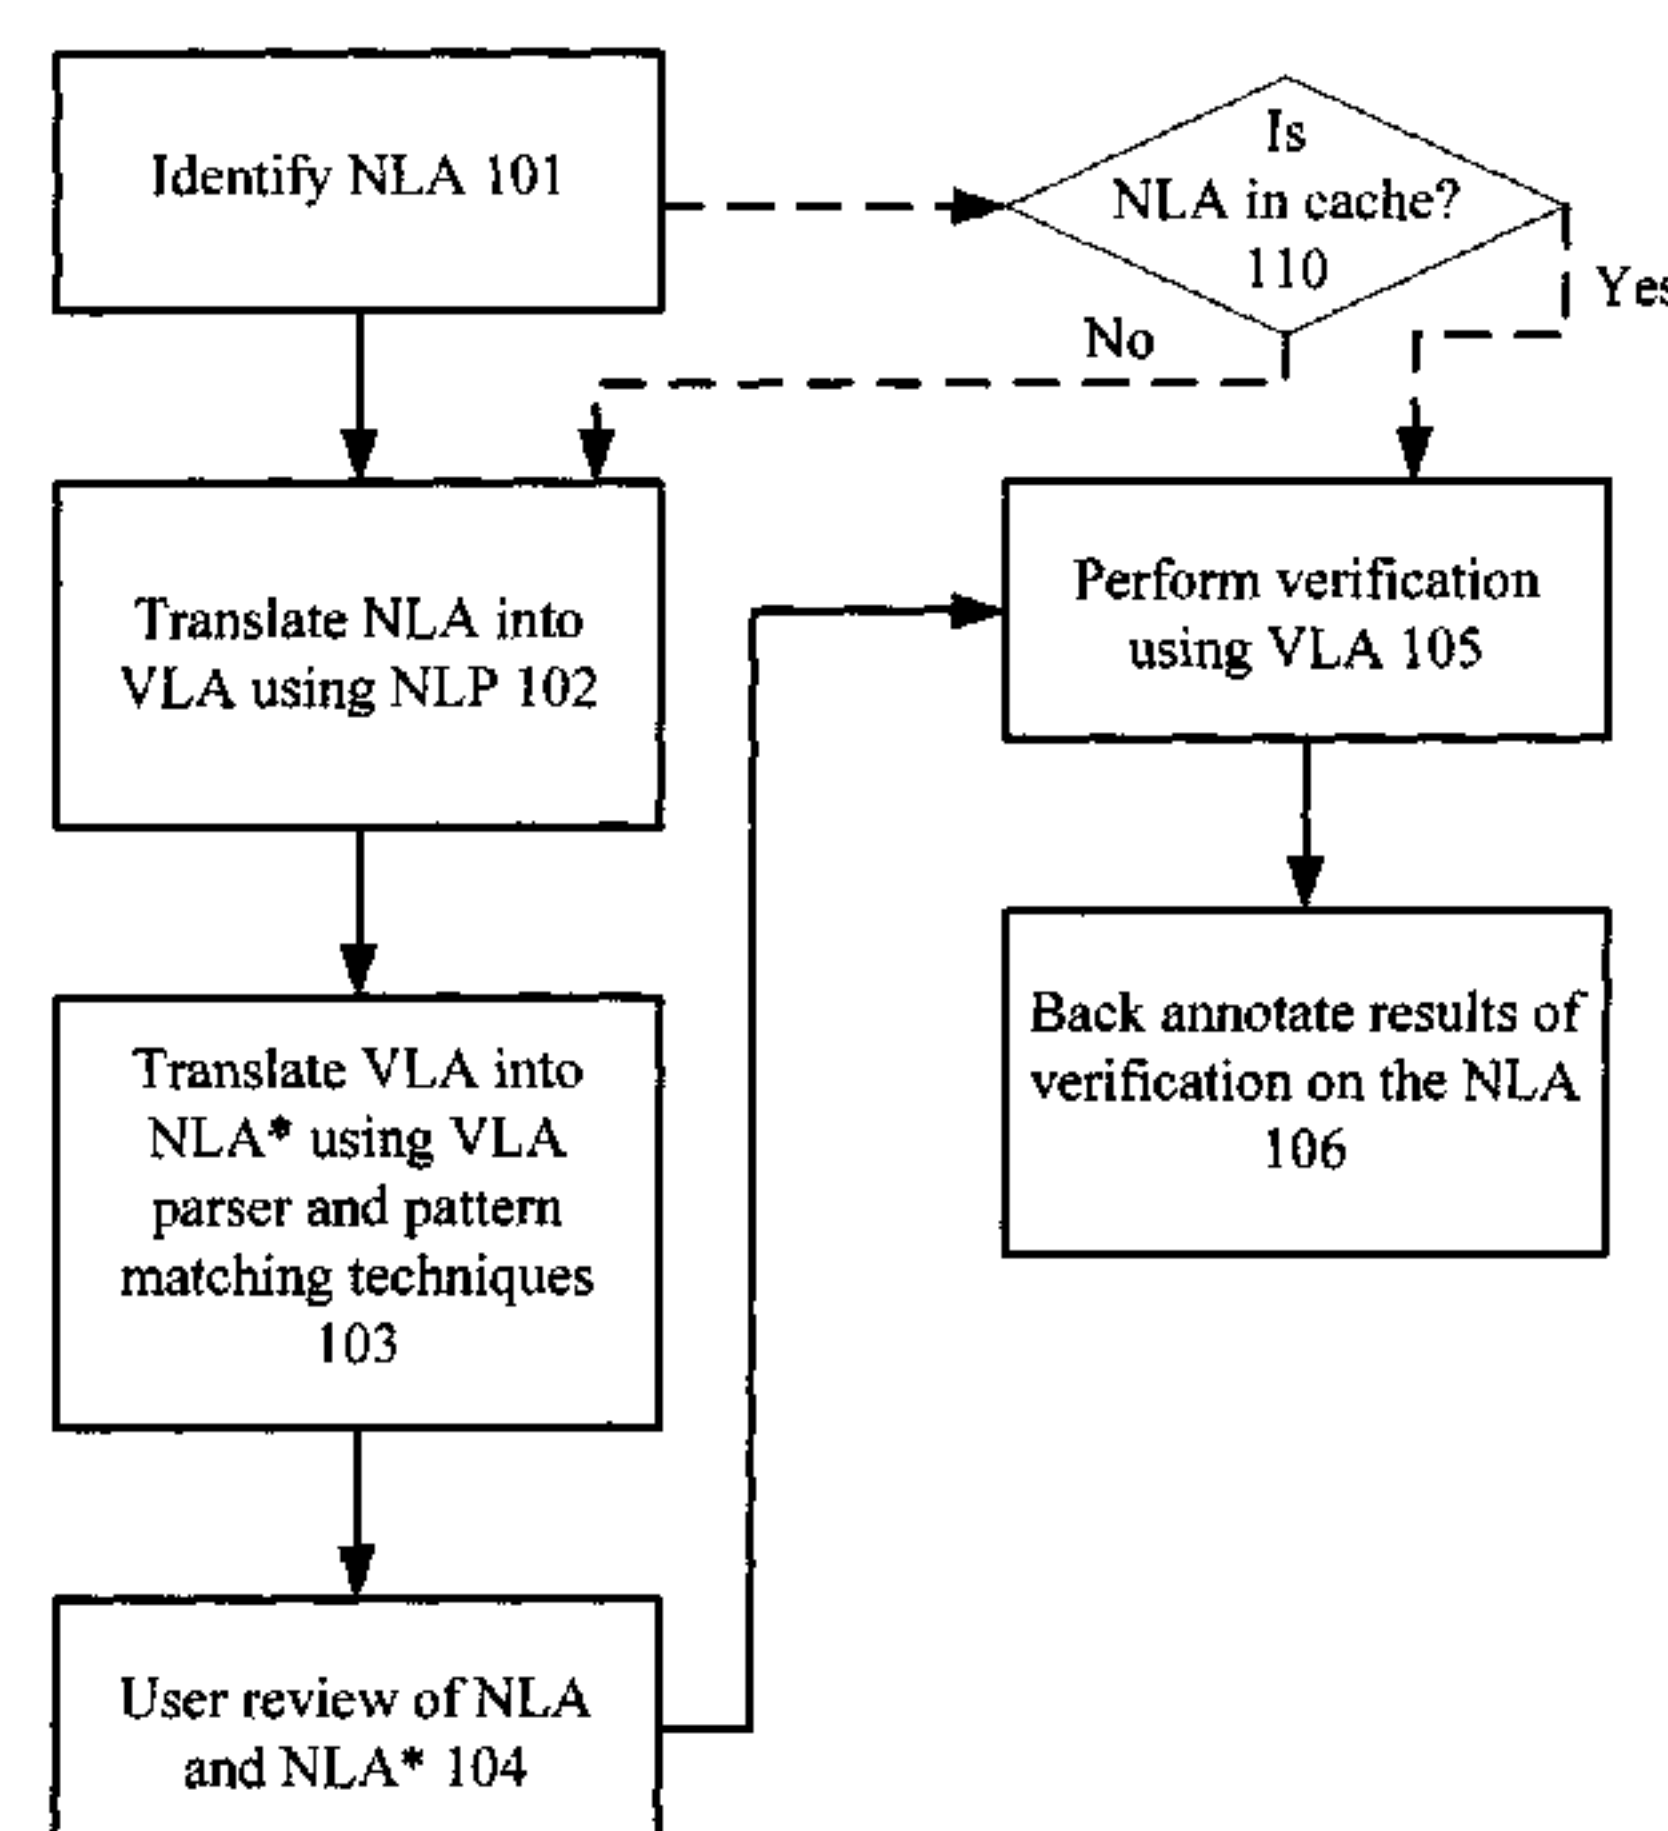 Identify NLA 101
Is
NLA in cache?
110
Yes
No
Translate NLA into
VLA using NLP 102
Perform verification
using VLA 105
Translate VLA into
NLA* using VLA
parser and pattern
matching techniques
103
Back annotate results of
verification on the NLA
106
User review of NLA
and NLA* 104